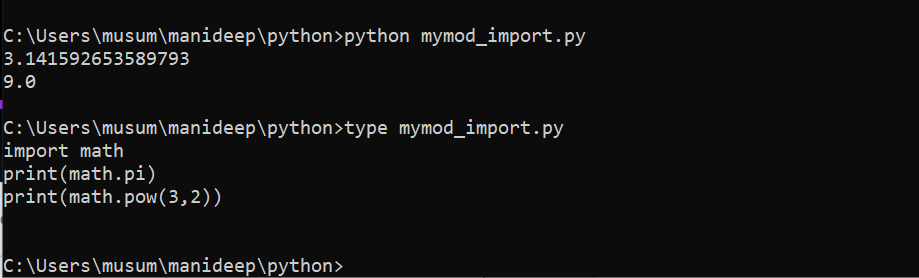 C:\Users\musum\manideep\python>python mymod_import.py
3.141592653589793
9.0
C:\Users\musum\manideep\python>type mymod_import.py
import math
print(math.pi)
print(math.pow(3,2))
C:\Users\musum\manideep\python>